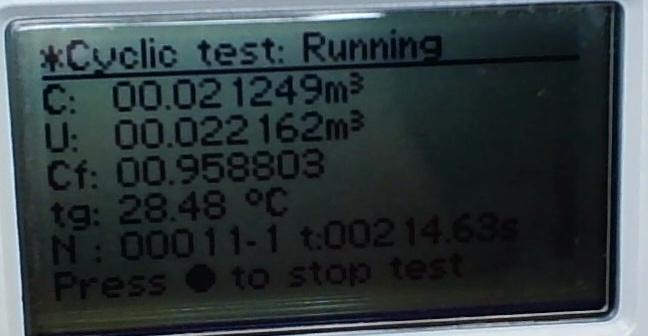 *Cyclic test: Running
C: 00.021249m³
U: 00.022162m³
Cf: 00.958803
tg: 28.48 °C
N : 00011-1 t:00214.63s
Press ● to stop test